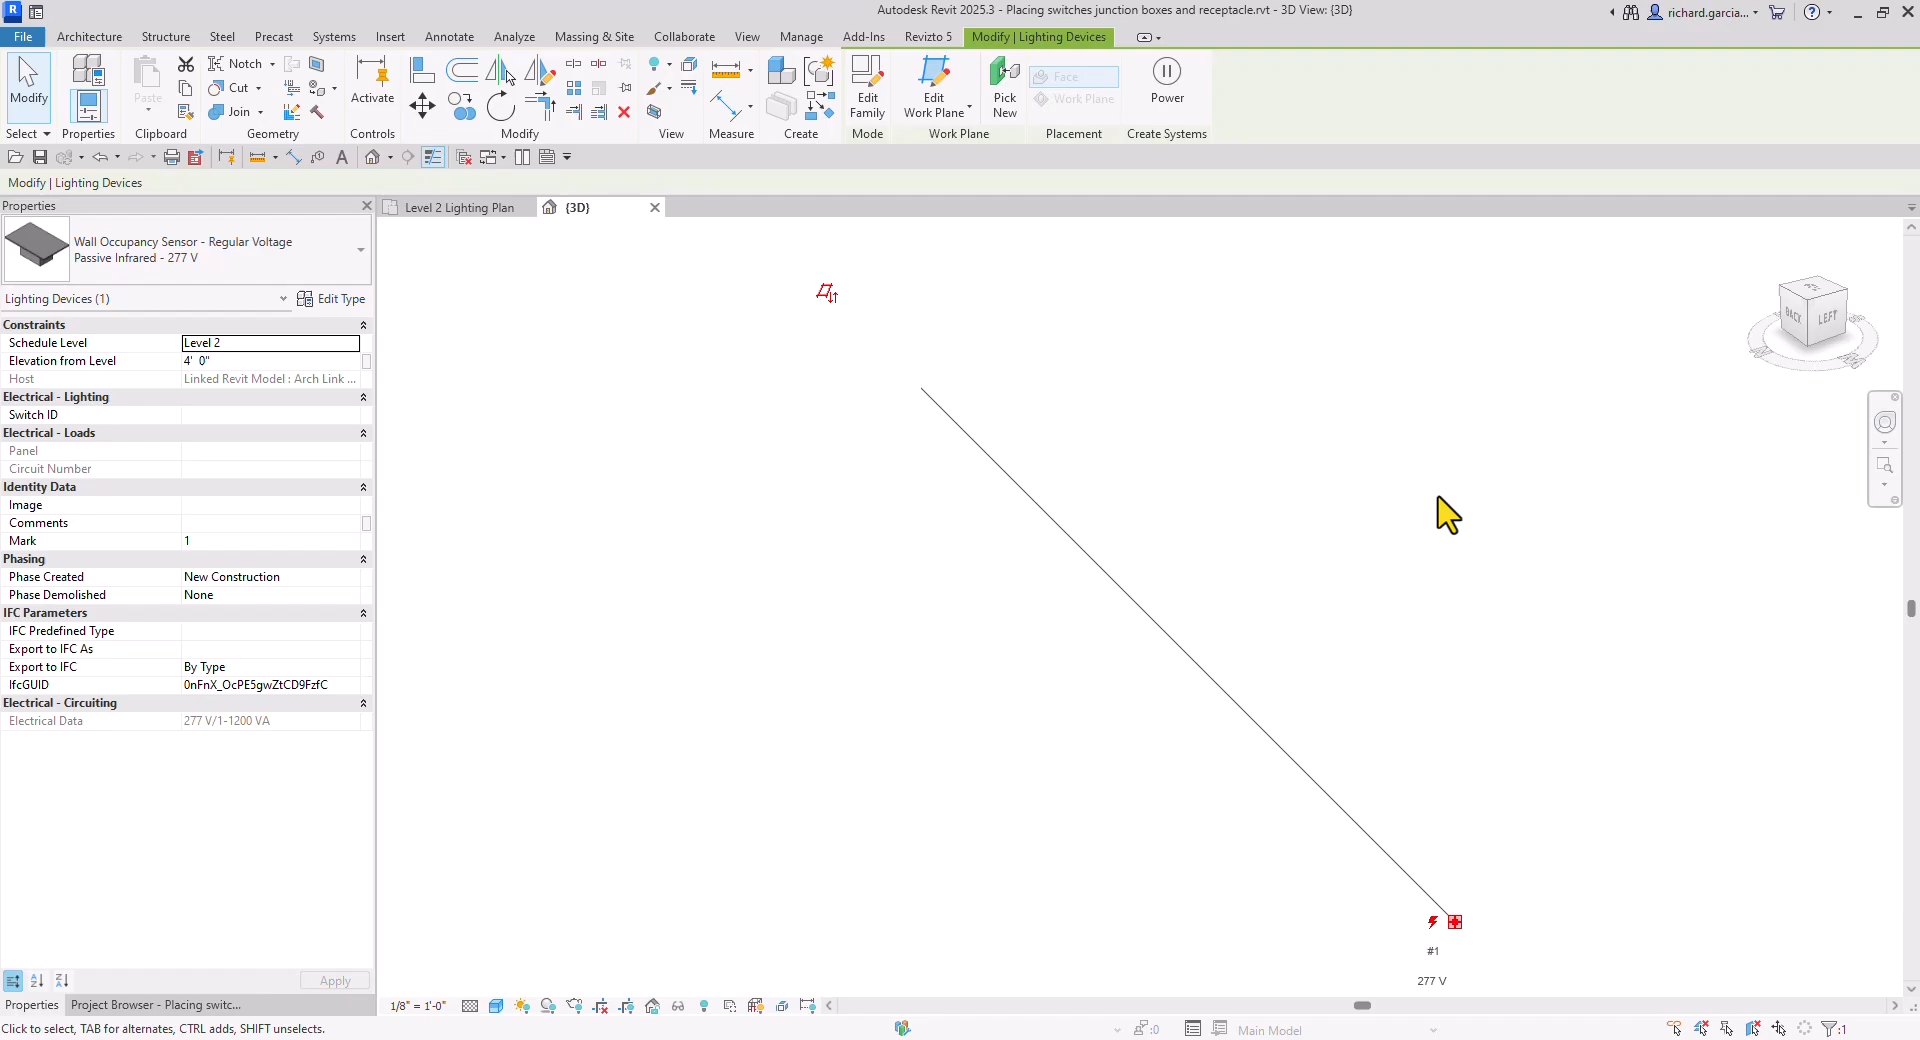 Autodesk Revit 2025.3 - Placing switches junction boxes and receptacle.rvt - 3D View: {3D}
richard.garcia...
File Architecture Structure Steel Precast Systems Insert Annotate Analyze Massing & Site Collaborate View Manage Add-Ins Revizto 5 Modify | Lighting Devices
Modify
Paste
Notch
Cut
Join
Activate
Edit Family
Edit Work Plane
Pick New
Face
Work Plane
Power
Select Properties Clipboard Geometry Controls Modify View Measure Create Mode Work Plane Placement Create Systems
Modify | Lighting Devices
Properties
Level 2 Lighting Plan
{3D}
Wall Occupancy Sensor - Regular Voltage
Passive Infrared - 277 V
Lighting Devices (1) Edit Type
Constraints
Schedule Level Level 2
Elevation from Level 4' 0"
Host Linked Revit Model : Arch Link ...
Electrical - Lighting
Switch ID
Electrical - Loads
Panel
Circuit Number
Identity Data
Image
Comments
Mark 1
Phasing
Phase Created New Construction
Phase Demolished None
IFC Parameters
IFC Predefined Type
Export to IFC As
Export to IFC By Type
IfcGUID 0nFnX_OcPE5gwZtCD9FzfC
Electrical - Circuiting
Electrical Data 277 V/1-1200 VA
BACK LEFT
#1
277 V
Apply
Properties Project Browser - Placing switc...
1/8" = 1'-0"
Click to select, TAB for alternates, CTRL adds, SHIFT unselects.
:0
Main Model
:1